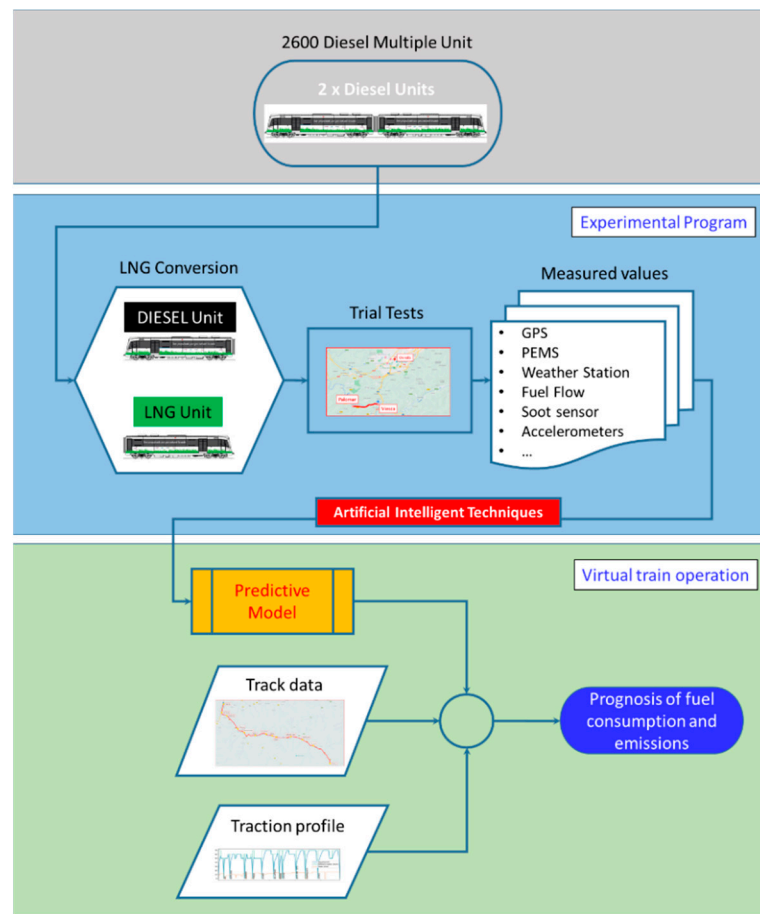 2600 Diesel Multiple Unit
2 x Diesel Units
Experimental Program
LNG Conversion
DIESEL Unit
LNG Unit
Trial Tests
Measured values
• GPS
• PEMS
• Weather Station
• Fuel Flow
• Soot sensor
• Accelerometers
• ...
Artificial Intelligent Techniques
Virtual train operation
Predictive
Model
Track data
Traction profile
Prognosis of fuel
consumption and
emissions